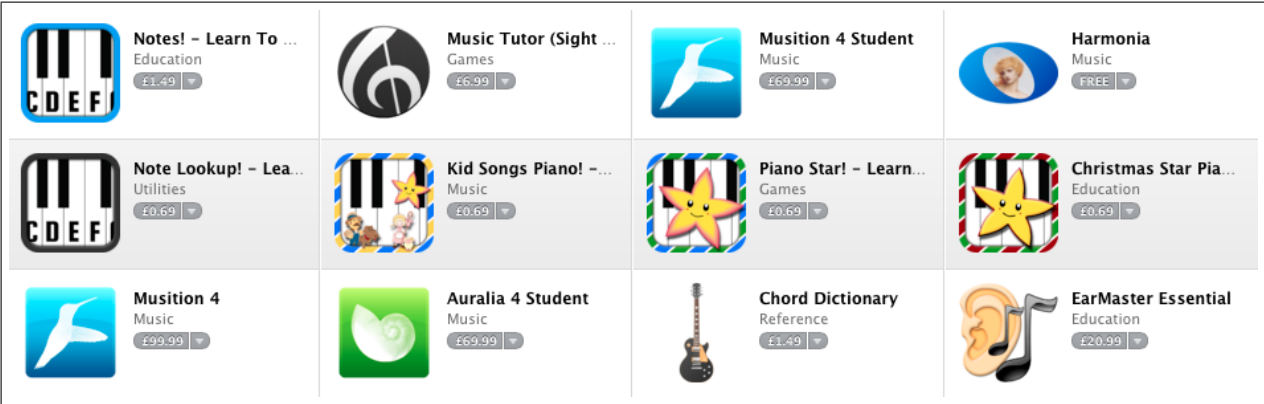 Notes! – Learn To ...
Education
£1.49
Music Tutor (Sight ...
Games
£6.99
Musition 4 Student
Music
£69.99
Harmonia
Music
FREE
CDEF
Note Lookup! – Lea...
Utilities
£0.69
Kid Songs Piano! –...
Music
£0.69
Piano Star! – Learn...
Games
£0.69
Christmas Star Pia...
Education
£0.69
CDEF
Musition 4
Music
£99.99
Auralia 4 Student
Music
£69.99
Chord Dictionary
Reference
£1.49
EarMaster Essential
Education
£20.99